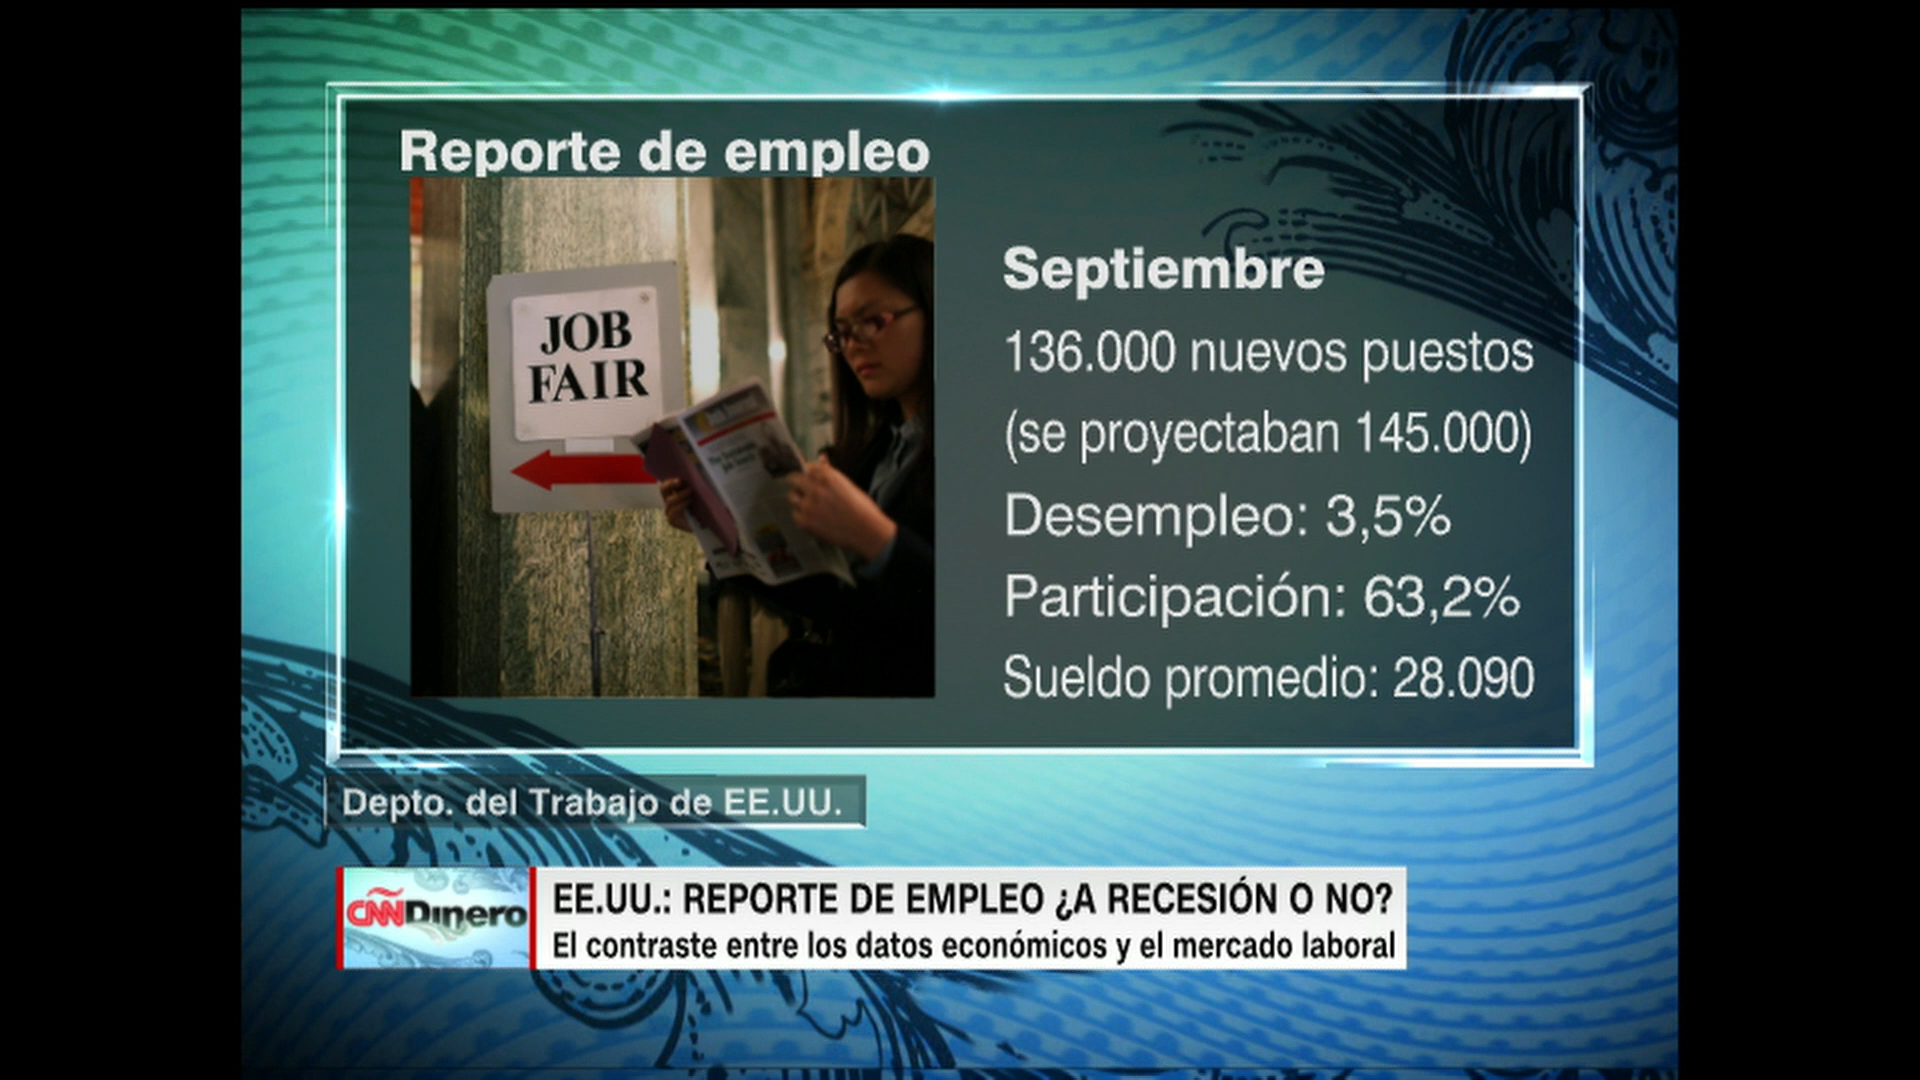 Reporte de empleo
JOB
FAIR
Septiembre
136.000 nuevos puestos
(se proyectaban 145.000)
Desempleo: 3,5%
Participación: 63,2%
Sueldo promedio: 28.090
Depto. del Trabajo de EE.UU.
CÑNDinero
EE.UU.: REPORTE DE EMPLEO ¿A RECESIÓN O NO?
El contraste entre los datos económicos y el mercado laboral